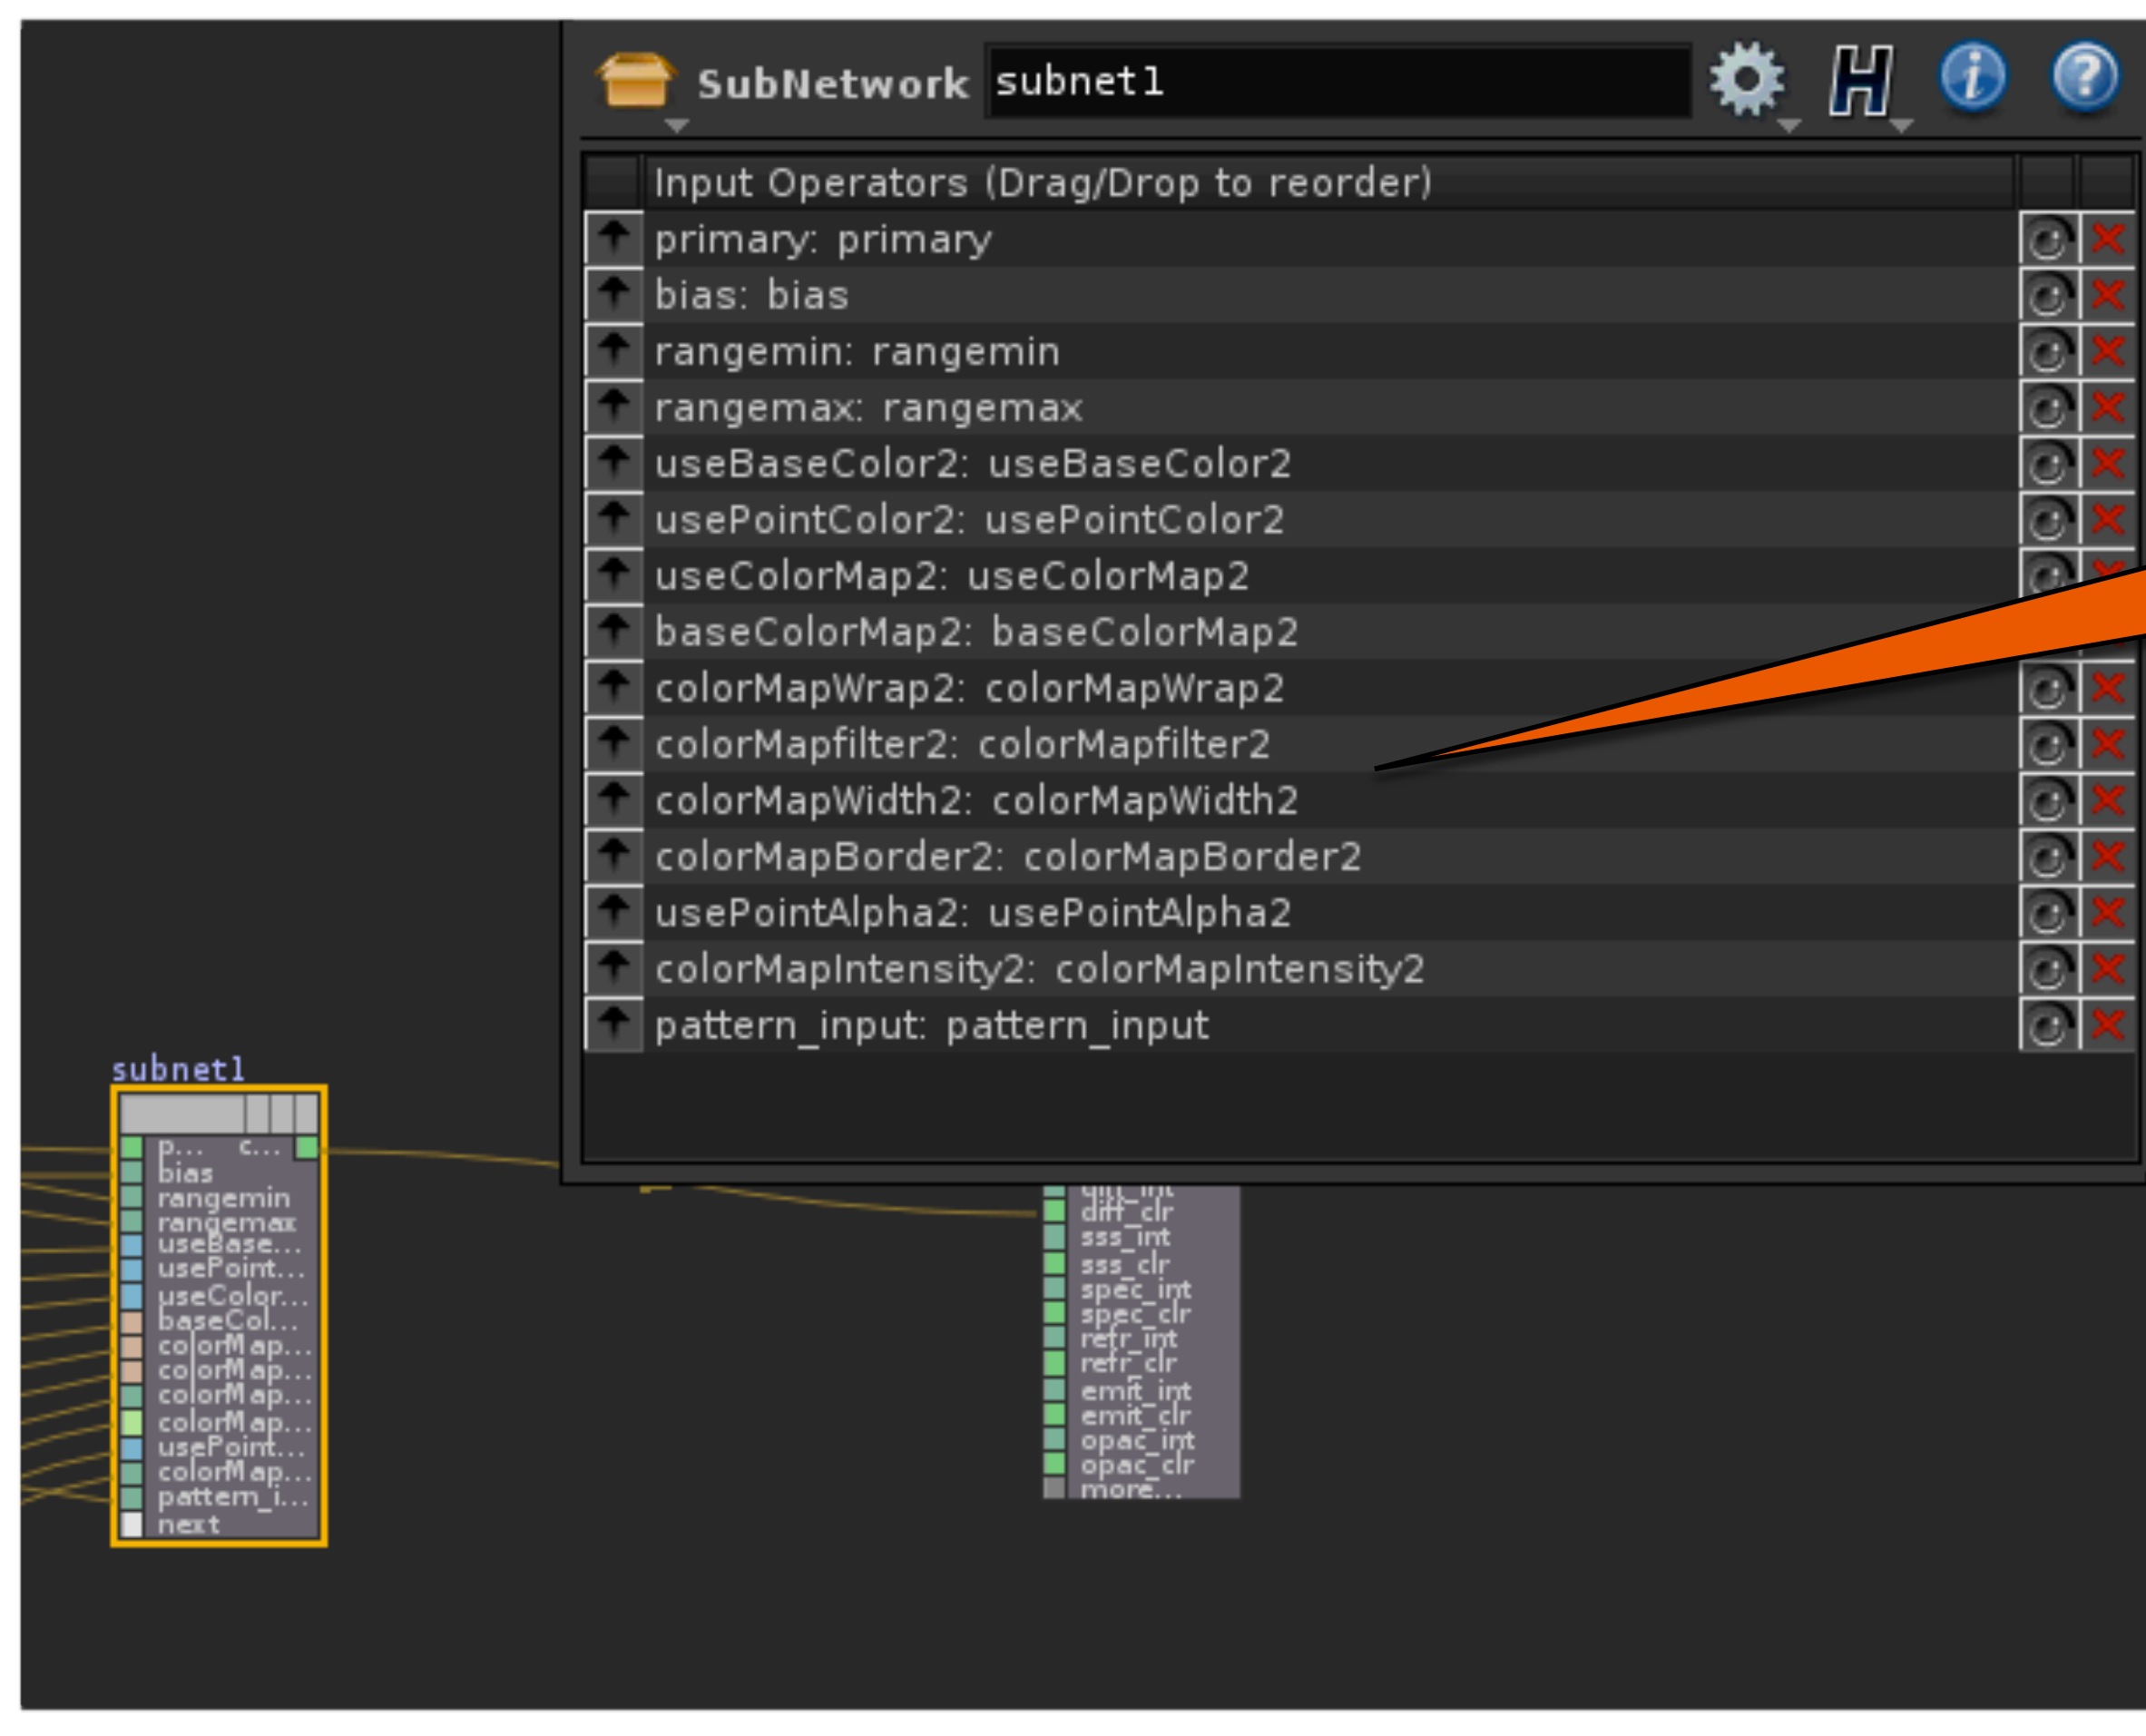 SubNetwork subnet1
Input Operators (Drag/Drop to reorder)
primary: primary
bias: bias
rangemin: rangemin
rangemax: rangemax
useBaseColor2: useBaseColor2
usePointColor2: usePointColor2
useColorMap2: useColorMap2
baseColorMap2: baseColorMap2
colorMapWrap2: colorMapWrap2
colorMapfilter2: colorMapfilter2
colorMapWidth2: colorMapWidth2
colorMapBorder2: colorMapBorder2
usePointAlpha2: usePointAlpha2
colorMapIntensity2: colorMapIntensity2
pattern_input: pattern_input
subnet1
p... c...
bias
rangemin
rangemax
useBase...
usePoint...
useColor...
baseCol...
colorMap...
colorMap...
colorMap...
colorMap...
usePoint...
colorMap...
pattern_i...
next
diff_int
diff_clr
sss_int
sss_clr
spec_int
spec_clr
refr_int
refr_clr
emit_int
emit_clr
opac_int
opac_clr
more...